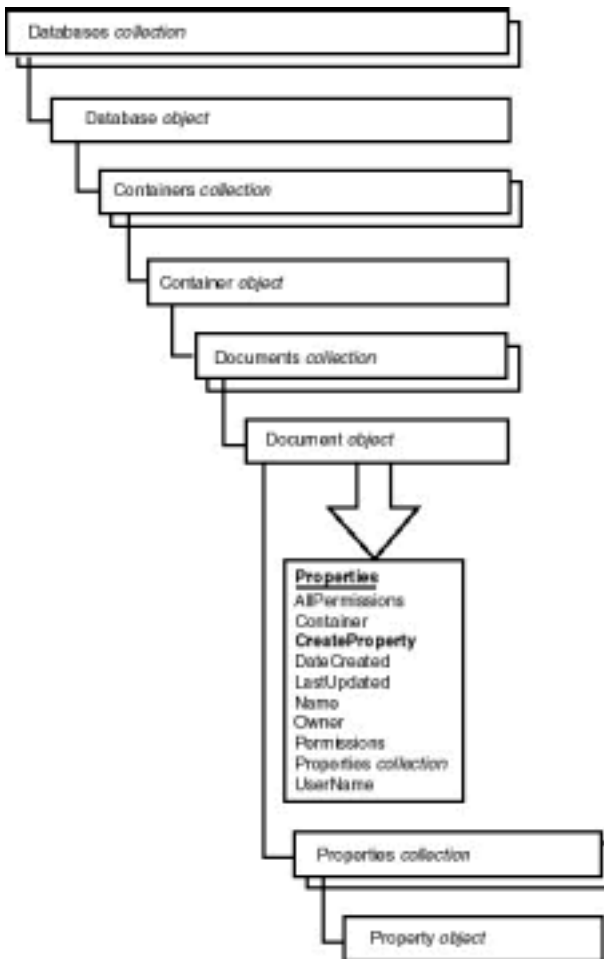 Databases collection
Database object
Containers collection
Container object
Documents collection
Document object
Properties
AllPermissions
Container
CreateProperty
DateCreated
LastUpdated
Name
Owner
Permissions
Properties collection
UserName
Properties collection
Property object